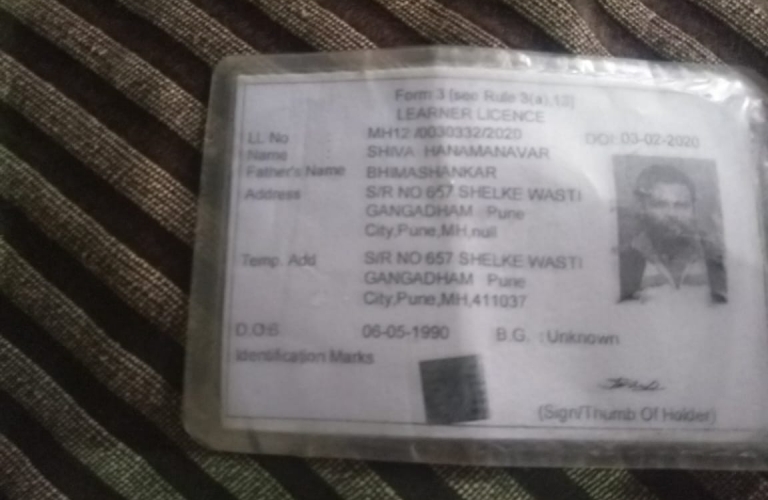 Form 3 [see Rule 3(a),13]
LEARNER LICENCE
LL No : MH12 /0030332/2020 DOI: 03-02-2020
Name : SHIVA HANAMANAVAR
Father's Name BHIMASHANKAR
Address S/R NO 657 SHELKE WASTI
GANGADHAM Pune
City,Pune,MH,null
Temp. Add S/R NO 657 SHELKE WASTI
GANGADHAM Pune
City,Pune,MH,411037
D.O.B. 06-05-1990 B.G. : Unknown
Identification Marks
(Sign/Thumb Of Holder)